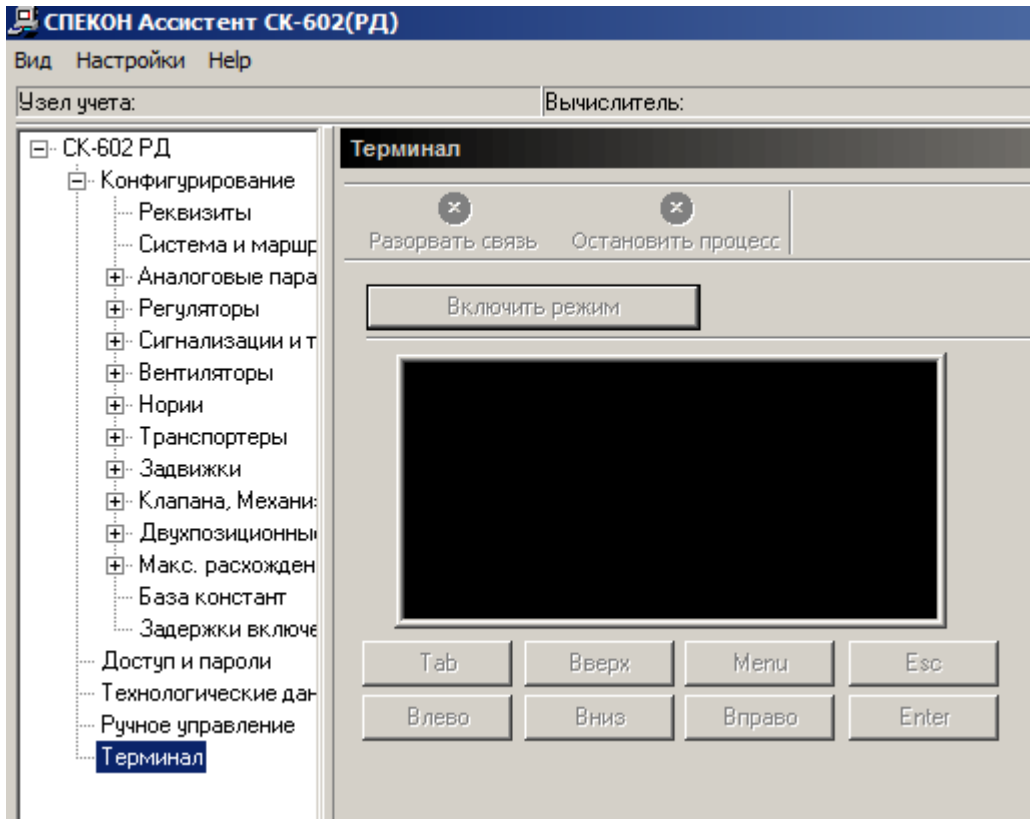 СПЕКОН Ассистент СК-602(РД)
Вид Настройки Help
Узел учета: Вычислитель:
СК-602 РД
Конфигурирование
Реквизиты
Система и маршр
Аналоговые пара
Регуляторы
Сигнализации и т
Вентиляторы
Нории
Транспортеры
Задвижки
Клапана, Механи
Двухпозиционны
Макс. расхожден
База констант
Задержки включе
Доступ и пароли
Технологические дан
Ручное управление
Терминал
Терминал
Разорвать связь Остановить процесс
Включить режим
Tab Вверх Menu Esc
Влево Вниз Вправо Enter